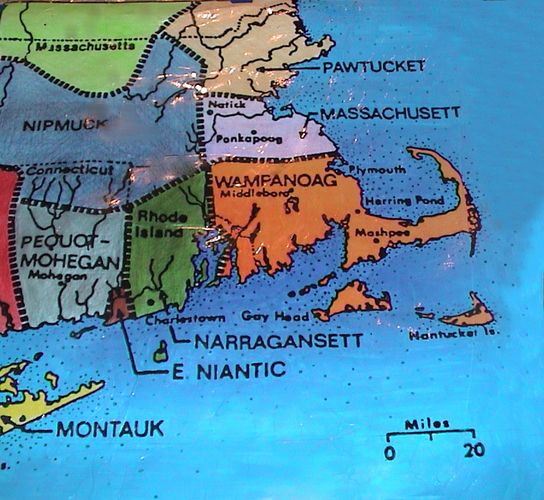 Massachusetts
PAWTUCKET
Natick
MASSACHUSETT
NIPMUCK
Ponkapoag
Connecticut
Plymouth
WAMPANOAG
Middleboro
Herring Pond
Rhode
Island
Mashpee
PEQUOT-
MOHEGAN
Mohegan
Charlestown
Gay Head
Nantucket Is.
NARRAGANSETT
E. NIANTIC
MONTAUK
Miles
0 20
s.